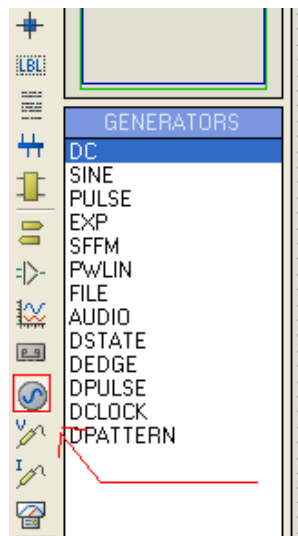 LBL
GENERATORS
DC
SINE
PULSE
EXP
SFFM
PWLIN
FILE
AUDIO
DSTATE
DEDGE
DPULSE
DCLOCK
DPATTERN
V
I